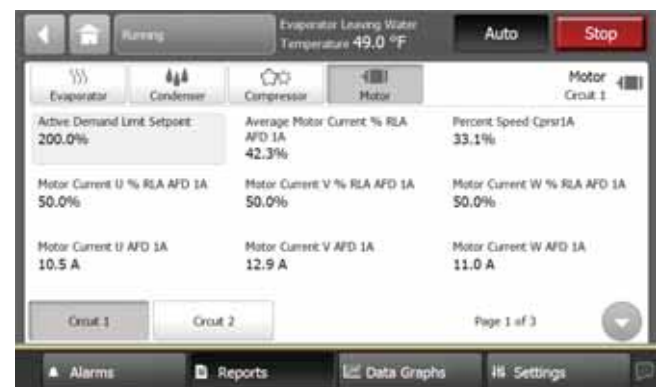 Running
Evaporator Leaving Water
Temperature 49.0 °F
Auto
Stop
Evaporator
Condenser
Compressor
Motor
Motor
Circuit 1
Active Demand Limit Setpoint
200.0%
Average Motor Current % RLA
AFD 1A
42.3%
Percent Speed Cprsr1A
33.1%
Motor Current U % RLA AFD 1A
50.0%
Motor Current V % RLA AFD 1A
50.0%
Motor Current W % RLA AFD 1A
50.0%
Motor Current U AFD 1A
10.5 A
Motor Current V AFD 1A
12.9 A
Motor Current W AFD 1A
11.0 A
Circuit 1
Circuit 2
Page 1 of 3
Alarms
Reports
Data Graphs
Settings